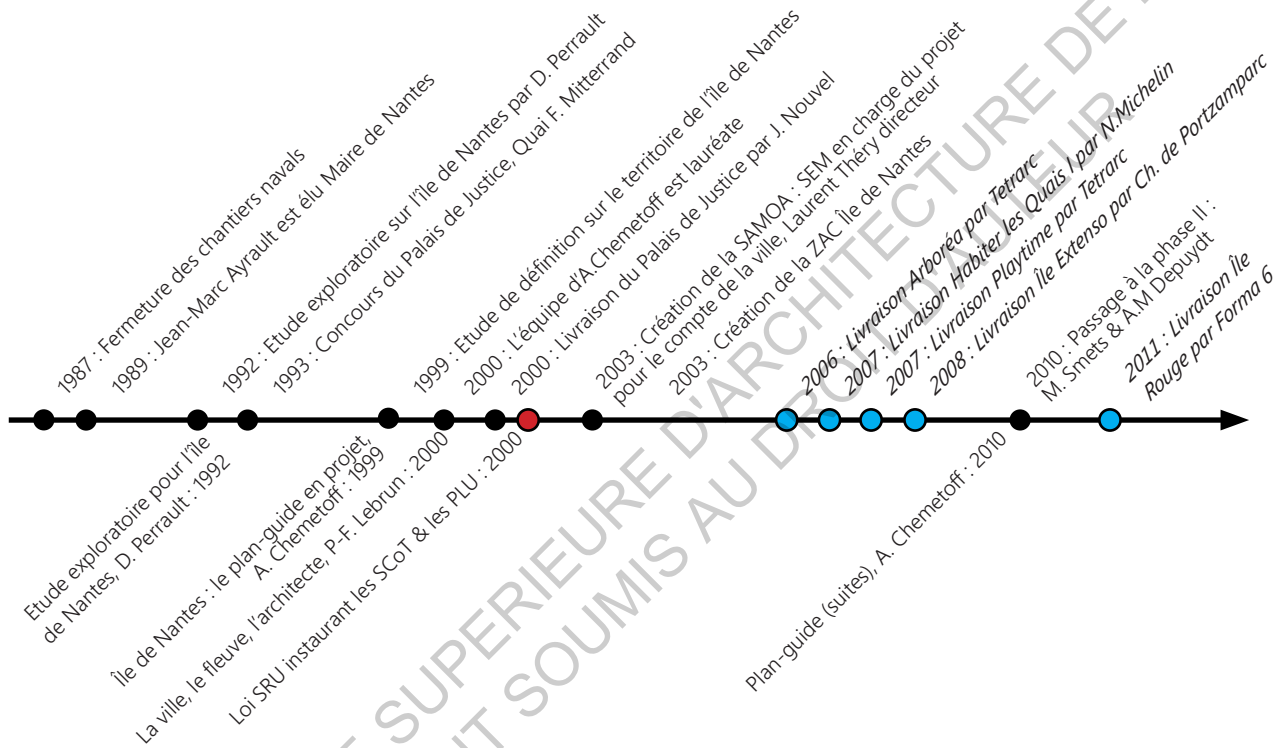 1987 : Fermeture des chantiers navals
1989 : Jean-Marc Ayrault est élu Maire de Nantes
1992 : Etude exploratoire sur l'île de Nantes par D. Perrault
1993 : Concours du Palais de Justice, Quai F. Mitterrand
1999 : Etude de définition sur le territoire de l'île de Nantes
2000 : L'équipe d'A.Chemetoff est lauréate
2000 : Livraison du Palais de Justice par J. Nouvel
2003 : Création de la SAMOA : SEM en charge du projet
pour le compte de la ville, Laurent Théry directeur
2003 : Création de la ZAC Île de Nantes
2006 : Livraison Arboréa par Tetrarc
2007 : Livraison Habiter les Quais I par N.Michelin
2007 : Livraison Playtime par Tetrarc
2008 : Livraison Île Extenso par Ch. de Portzamparc
2010 : Passage à la phase II :
M. Smets & A.M Depuydt
2011 : Livraison Île
Rouge par Forma 6
Etude exploratoire pour l'île
de Nantes, D. Perrault : 1992
Île de Nantes : le plan-guide en projet,
A. Chemetoff : 1999
La ville, le fleuve, l'architecte, P-F. Lebrun : 2000
Loi SRU instaurant les SCoT & les PLU : 2000
Plan-guide (suites), A. Chemetoff : 2010
SUPERIEURE D'ARCHITECTURE DE
SOUMIS AU DROIT D'AUTEUR